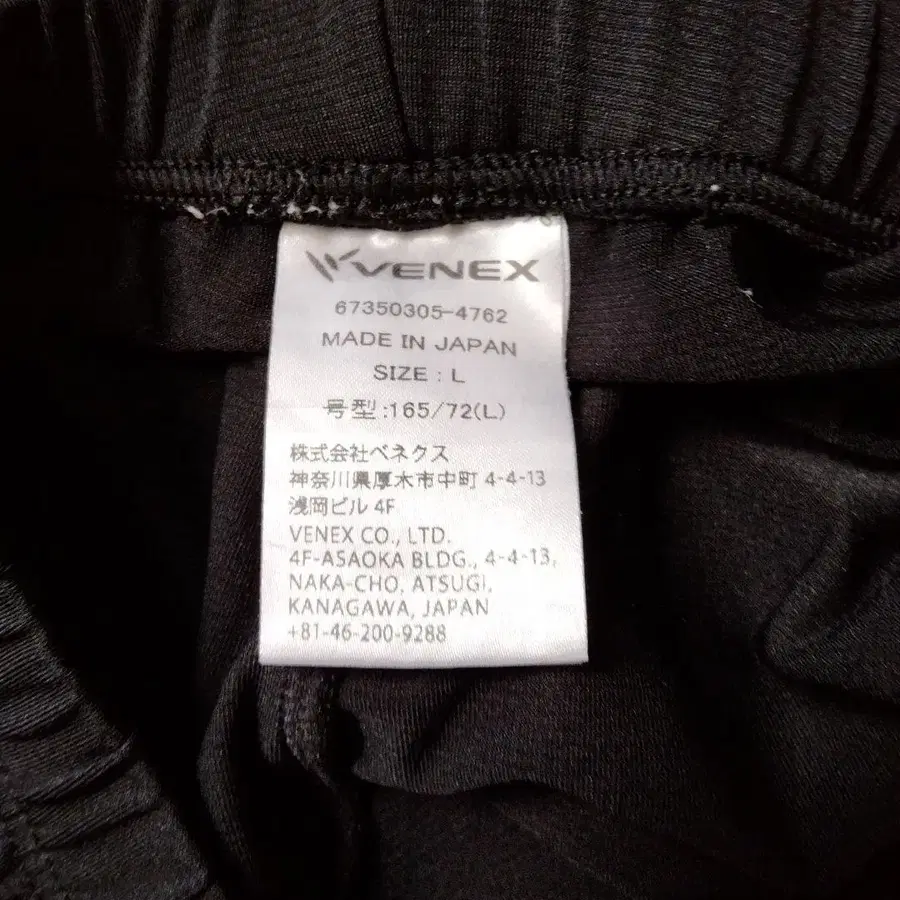 VENEX
67350305-4762
MADE IN JAPAN
SIZE : L
号型:165/72(L)
株式会社ベネクス
神奈川県厚木市中町 4-4-13
浅岡ビル 4F
VENEX CO., LTD.
4F-ASAOKA BLDG., 4-4-13,
NAKA-CHO, ATSUGI,
KANAGAWA, JAPAN
+81-46-200-9288